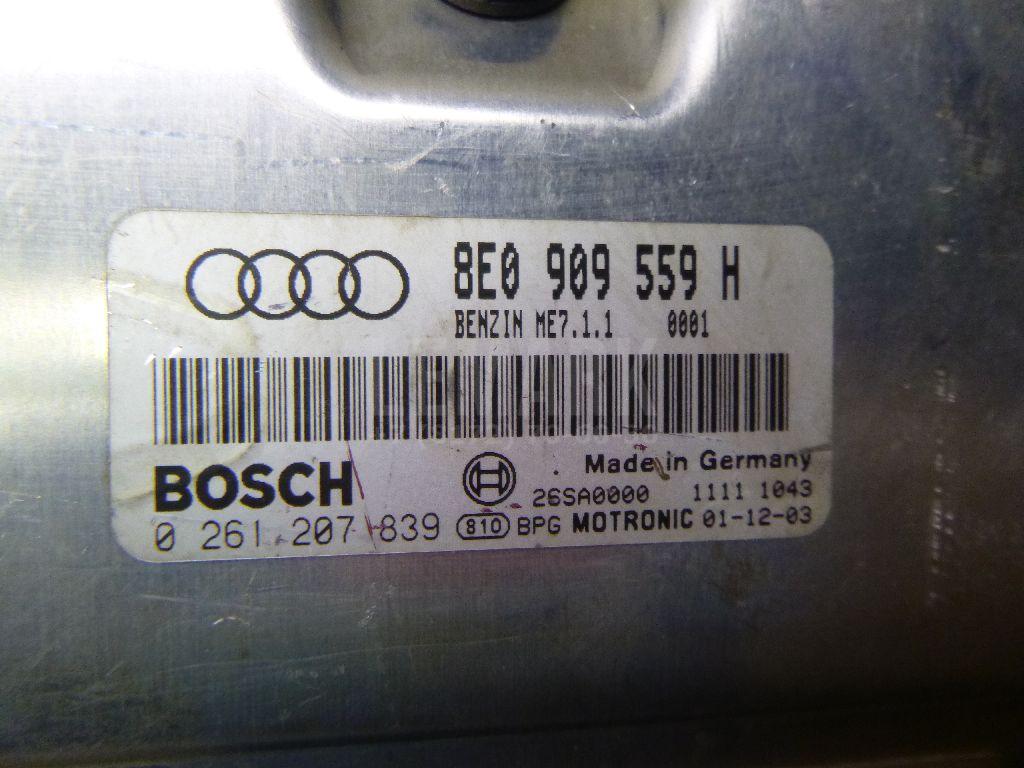 8E0 909 559 H
BENZIN ME7.1.1 0001
BOSCH
Made in Germany
26SA0000 1111 1043
0 261 207 839 810 BPG MOTRONIC 01-12-03